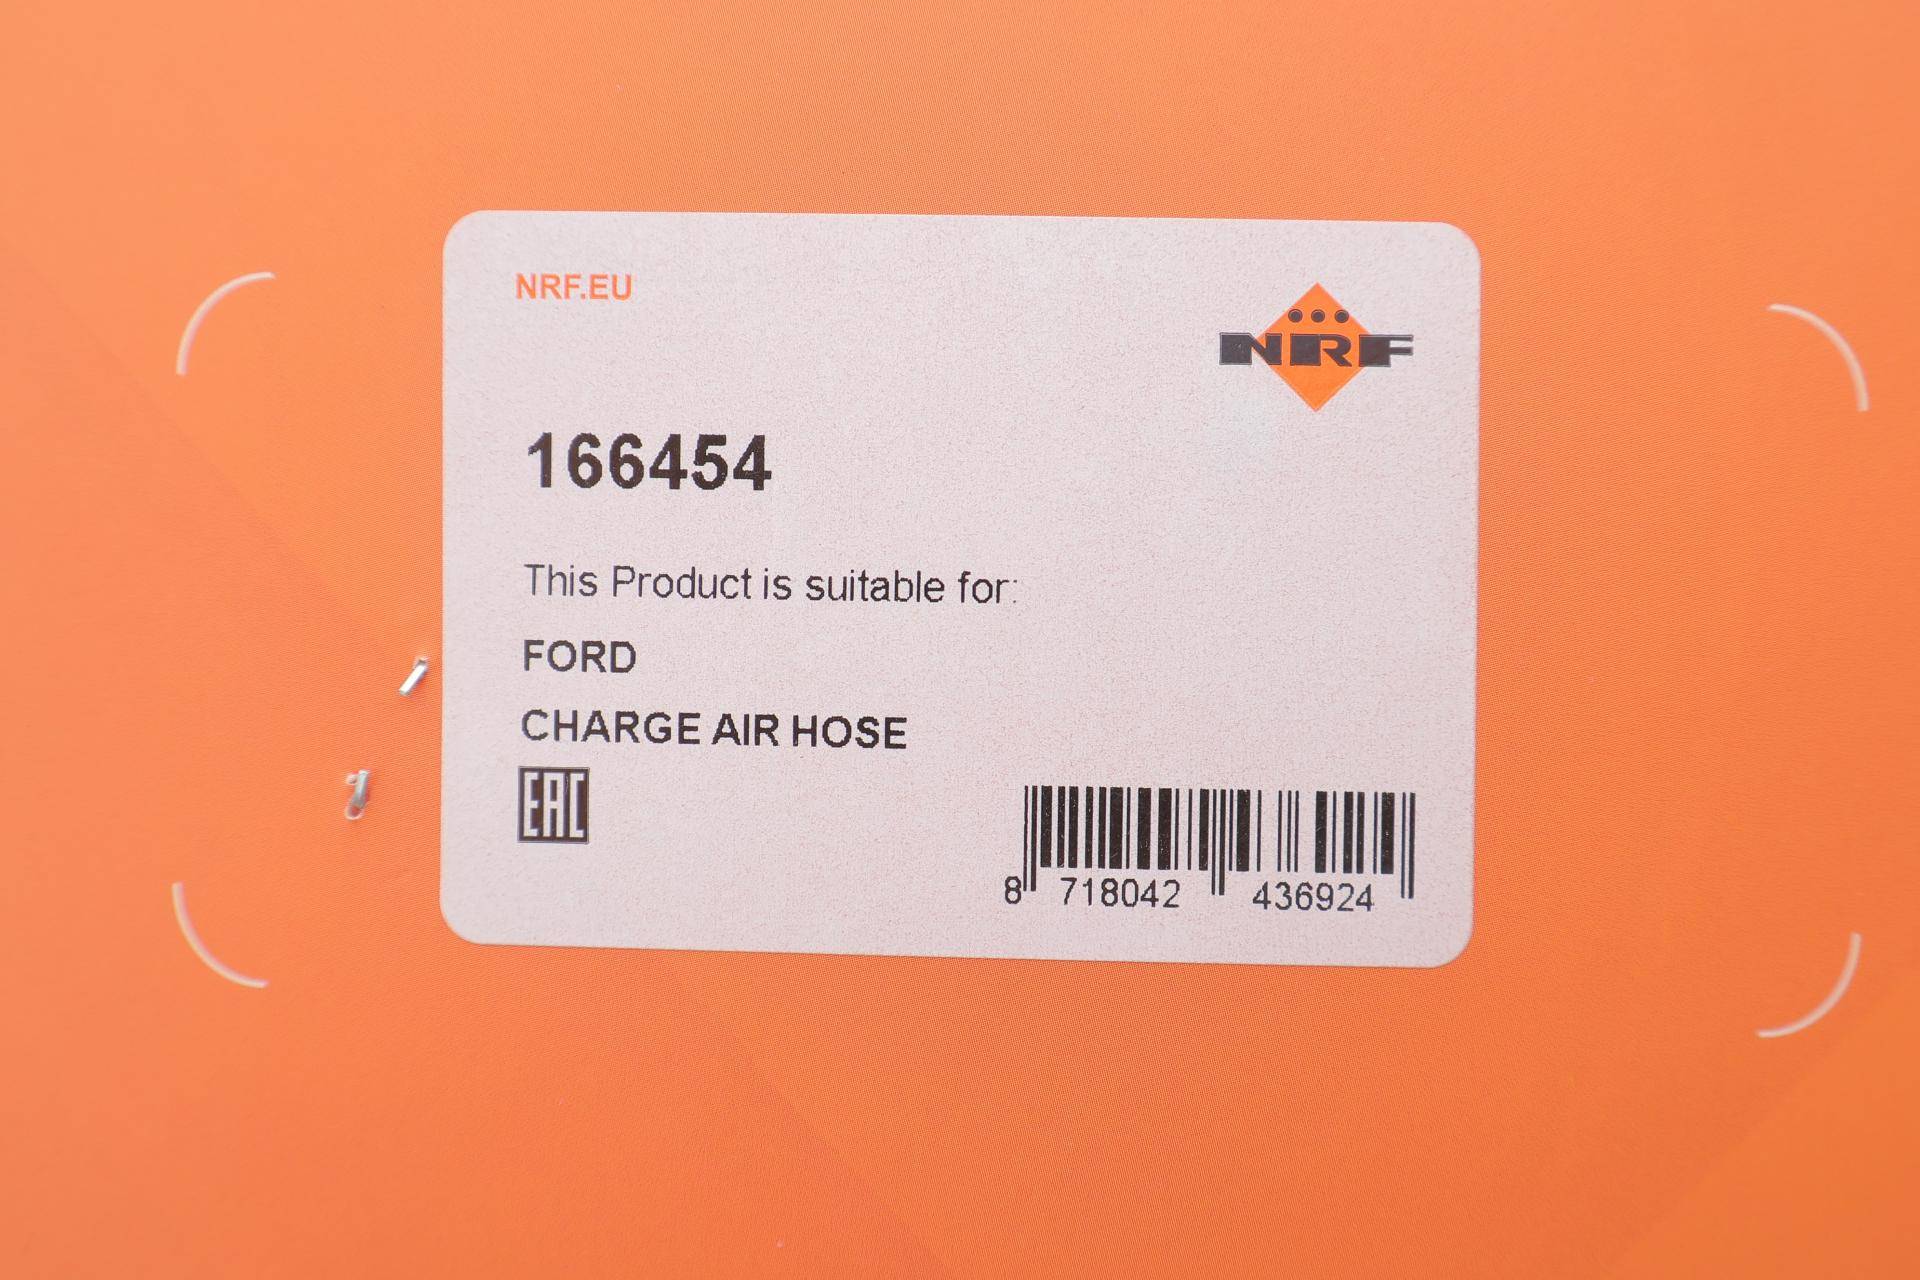 NRF.EU
NRF
166454
This Product is suitable for:
FORD
CHARGE AIR HOSE
EAC
8 718042 436924